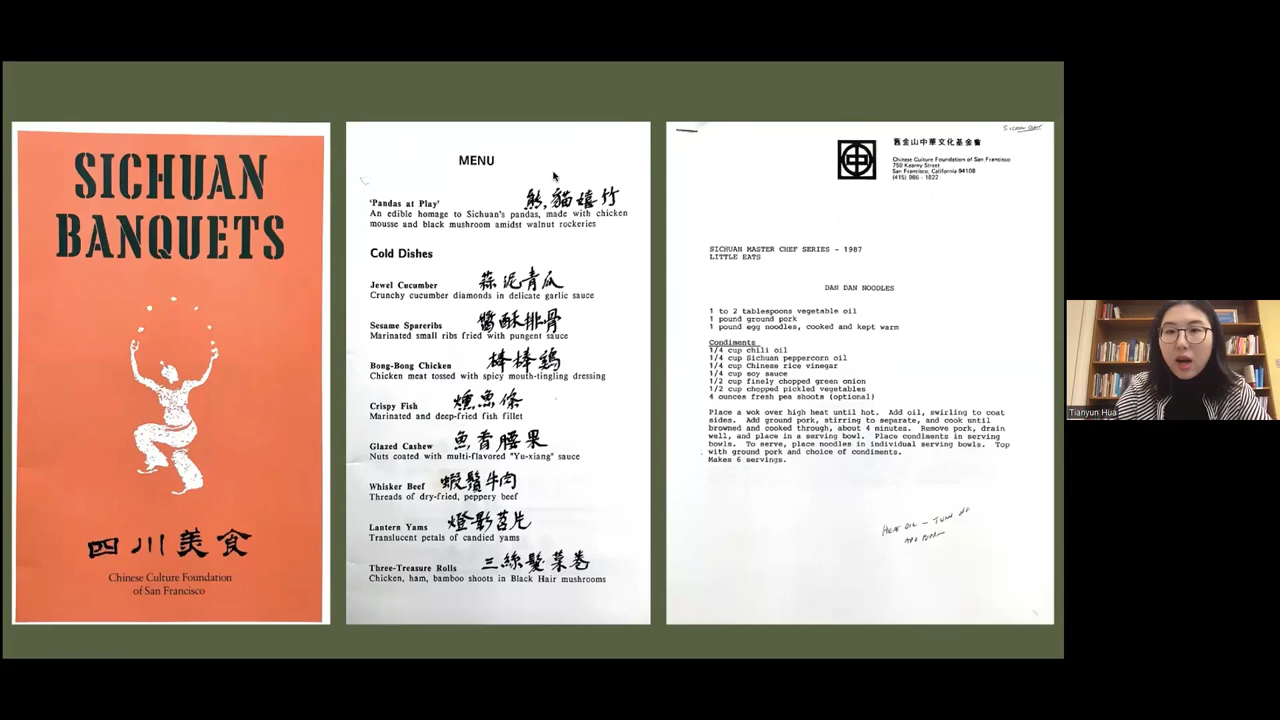 SICHUAN
BANQUETS
四川美食
Chinese Culture Foundation
of San Francisco
MENU
'Pandas at Play' 熊貓嬉竹
An edible homage to Sichuan's pandas, made with chicken
mousse and black mushroom amidst walnut rockeries
Cold Dishes
Jewel Cucumber 蒜泥青瓜
Crunchy cucumber diamonds in delicate garlic sauce
Sesame Spareribs 醬酥排骨
Marinated small ribs fried with pungent sauce
Bong-Bong Chicken 棒棒鷄
Chicken meat tossed with spicy mouth-tingling dressing
Crispy Fish 燻魚條
Marinated and deep-fried fish fillet
Glazed Cashew 魚香腰果
Nuts coated with multi-flavored "Yu-xiang" sauce
Whisker Beef 蝦鬚牛肉
Threads of dry-fried, peppery beef
Lantern Yams 燈影苕片
Translucent petals of candied yams
Three-Treasure Rolls 三絲髮菜卷
Chicken, ham, bamboo shoots in Black Hair mushrooms
舊金山中華文化基金會
Chinese Culture Foundation of San Francisco
750 Kearny Street
San Francisco, California 94108
(415) 986 - 1822
SICHUAN MASTER CHEF SERIES - 1987
LITTLE EATS
DAN DAN NOODLES
1 to 2 tablespoons vegetable oil
1 pound ground pork
1 pound egg noodles, cooked and kept warm
Condiments
1/4 cup chili oil
1/4 cup Sichuan peppercorn oil
1/4 cup Chinese rice vinegar
1/4 cup soy sauce
1/2 cup finely chopped green onion
1/2 cup chopped pickled vegetables
4 ounces fresh pea shoots (optional)
Place a wok over high heat until hot. Add oil, swirling to coat
sides. Add ground pork, stirring to separate, and cook until
browned and cooked through, about 4 minutes. Remove pork, drain
well, and place in a serving bowl. Place condiments in serving
bowls. To serve, place noodles in individual serving bowls. Top
with ground pork and choice of condiments.
Makes 6 servings.
HEAT OIL -
Tianyun Hua